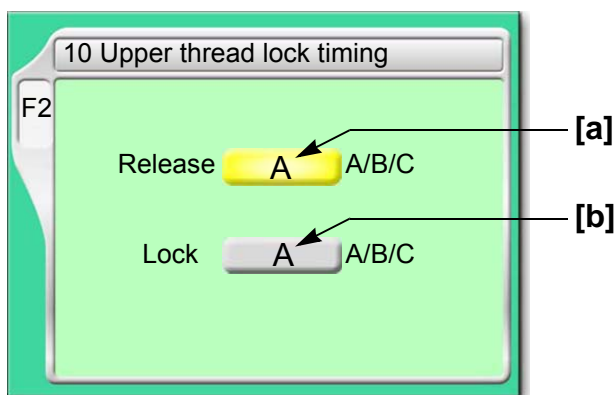 10 Upper thread lock timing
F2
[a]
Release A A/B/C
[b]
Lock A A/B/C